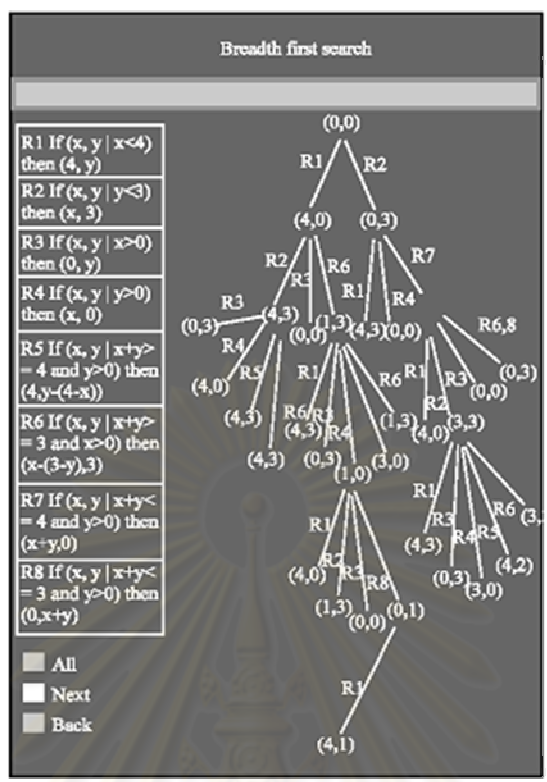 Breadth first search
R1 If (x, y | x<4)
then (4, y)
R2 If (x, y | y<3)
then (x, 3)
R3 If (x, y | x>0)
then (0, y)
R4 If (x, y | y>0)
then (x, 0)
R5 If (x, y | x+y>
= 4 and y>0) then
(4,y-(4-x))
R6 If (x, y | x+y>
= 3 and x>0) then
(x-(3-y),3)
R7 If (x, y | x+y<
= 4 and y>0) then
(x+y,0)
R8 If (x, y | x+y<
= 3 and y>0) then
(0,x+y)
All
Next
Back
(0,0)
R1 R2
(4,0) (0,3)
R2 R3 R6 R1 R4 R7
R3
(0,3) (4,3) (0,0) (1,3) (4,3) (0,0) R6,8
R4 R5 R1 R6 R1 R3 (0,3)
(4,0) (0,0)
R2
(4,3) R6/R3 (1,3) (4,0) (3,3)
(4,3) R4
(4,3) (0,3) (3,0)
(1,0)
R1 R3 R4 R5 R6 (3,
R1 (4,3)
R2 R3 R8 (4,2)
(4,0) (0,3) (3,0)
(1,3) (0,0) (0,1)
R1
(4,1)